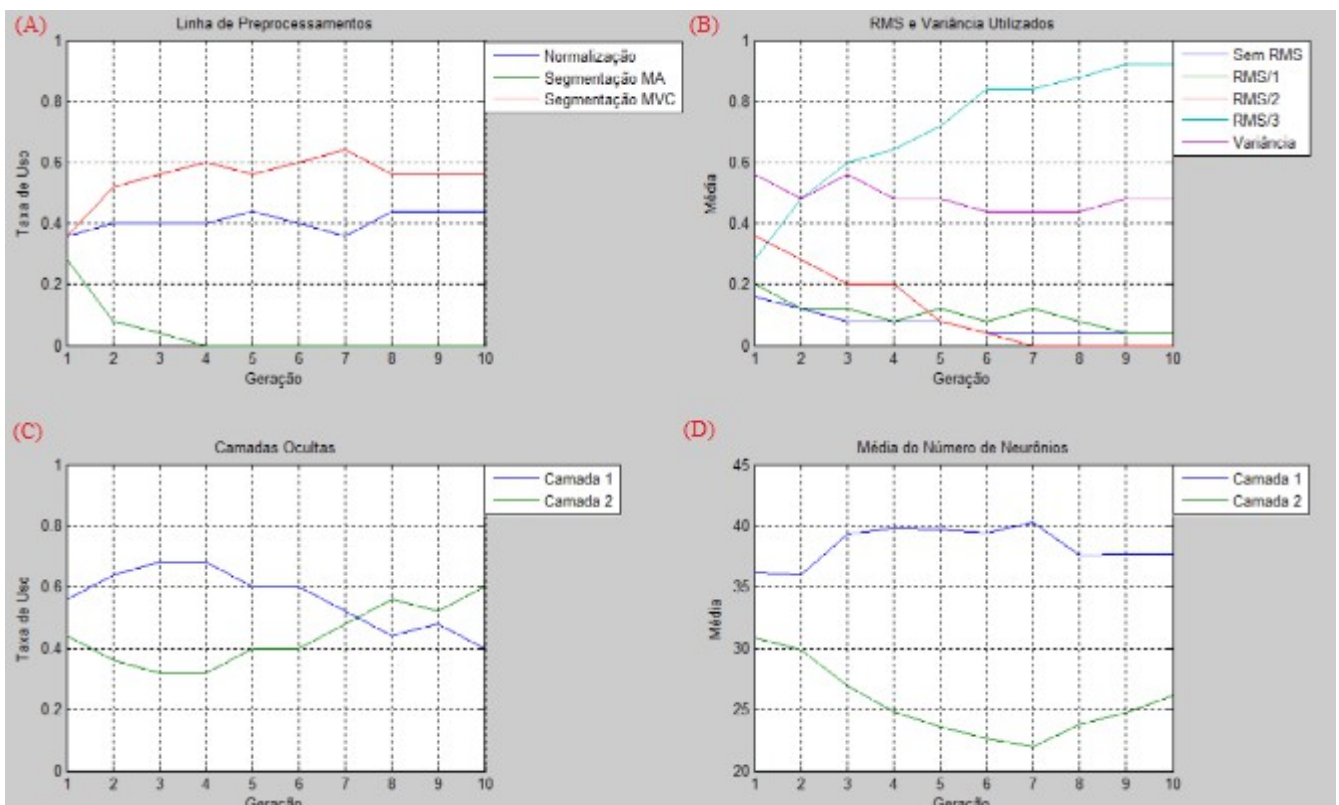 (A)
Linha de Preprocessamentos
Normalização
Segmentação MA
Segmentação MVC
Taxa de Uso
1
0.8
0.6
0.4
0.2
0
1 2 3 4 5 6 7 8 9 10
Geração
(B)
RMS e Variância Utilizados
Sem RMS
RMS/1
RMS/2
RMS/3
Variância
Média
1
0.8
0.6
0.4
0.2
0
1 2 3 4 5 6 7 8 9 10
Geração
(C)
Camadas Ocultas
Camada 1
Camada 2
Taxa de Uso
1
0.8
0.6
0.4
0.2
0
1 2 3 4 5 6 7 8 9 10
Geração
(D)
Média do Número de Neurônios
Camada 1
Camada 2
Média
45
40
35
30
25
20
1 2 3 4 5 6 7 8 9 10
Geração